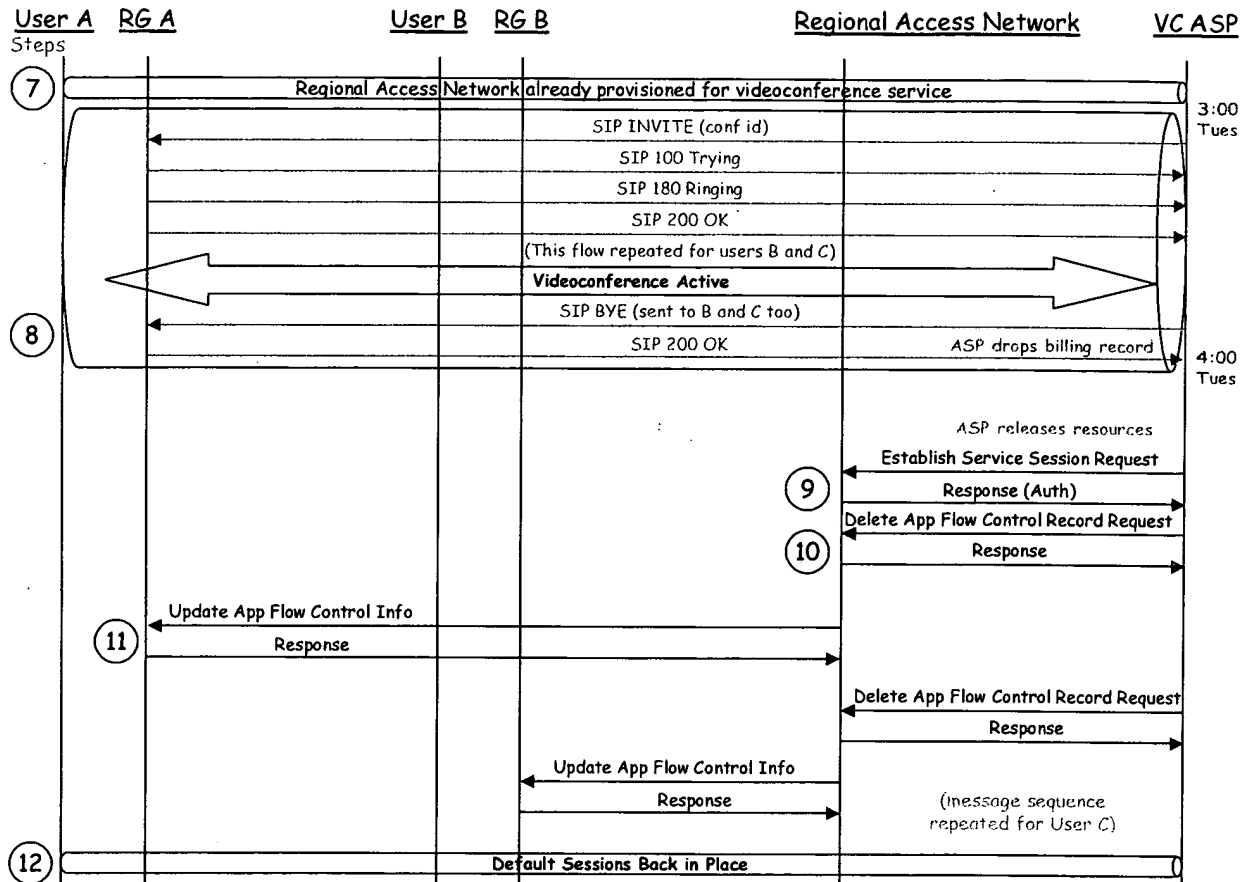 User A RG A User B RG B Regional Access Network VC ASP
Steps
7
Regional Access Network already provisioned for videoconference service
3:00
Tues
SIP INVITE (conf id)
SIP 100 Trying
SIP 180 Ringing
SIP 200 OK
(This flow repeated for users B and C)
Videoconference Active
SIP BYE (sent to B and C too)
8
SIP 200 OK
ASP drops billing record
4:00
Tues
ASP releases resources
Establish Service Session Request
9
Response (Auth)
Delete App Flow Control Record Request
10
Response
Update App Flow Control Info
11
Response
Delete App Flow Control Record Request
Response
Update App Flow Control Info
Response
(message sequence
repeated for User C)
12
Default Sessions Back in Place